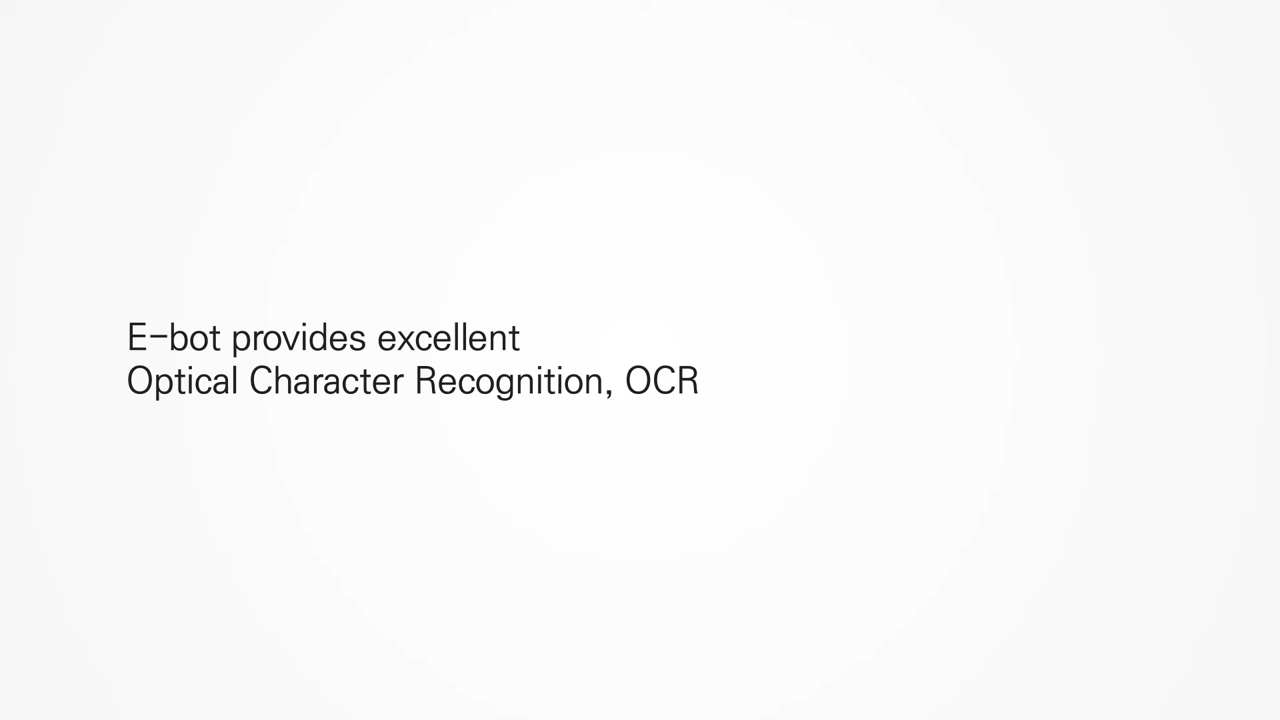 E-bot provides excellent
Optical Character Recognition, OCR